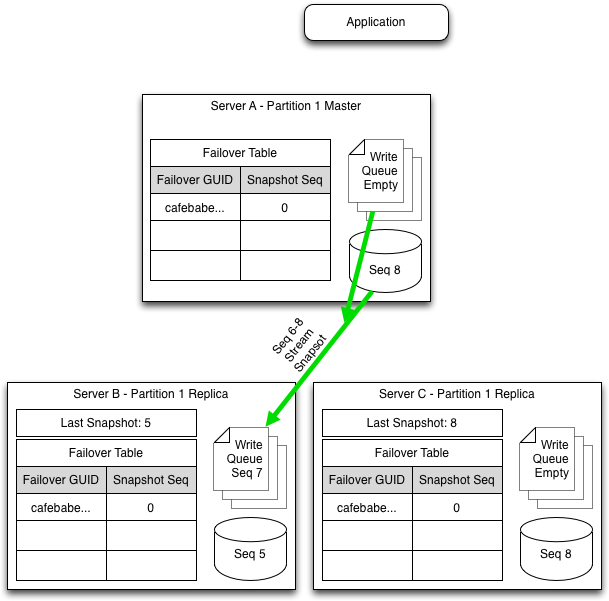 Application
Server A - Partition 1 Master
Failover Table
Failover GUID Snapshot Seq
cafebabe... 0
Write
Queue
Empty
Seq 8
Seq 6-8
Stream
Snapsot
Server B - Partition 1 Replica
Last Snapshot: 5
Failover Table
Failover GUID Snapshot Seq
cafebabe... 0
Write
Queue
Seq 7
Seq 5
Server C - Partition 1 Replica
Last Snapshot: 8
Failover Table
Failover GUID Snapshot Seq
cafebabe... 0
Write
Queue
Empty
Seq 8